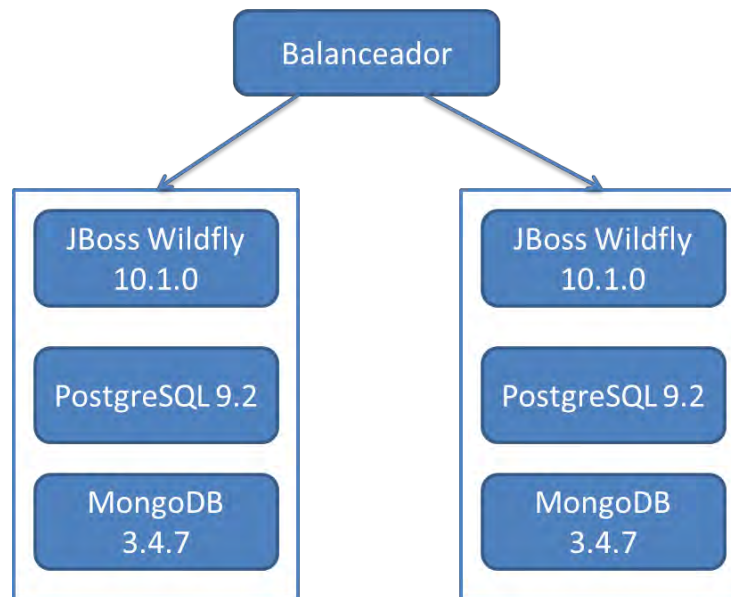 Balanceador
JBoss Wildfly
10.1.0
PostgreSQL 9.2
MongoDB
3.4.7
JBoss Wildfly
10.1.0
PostgreSQL 9.2
MongoDB
3.4.7